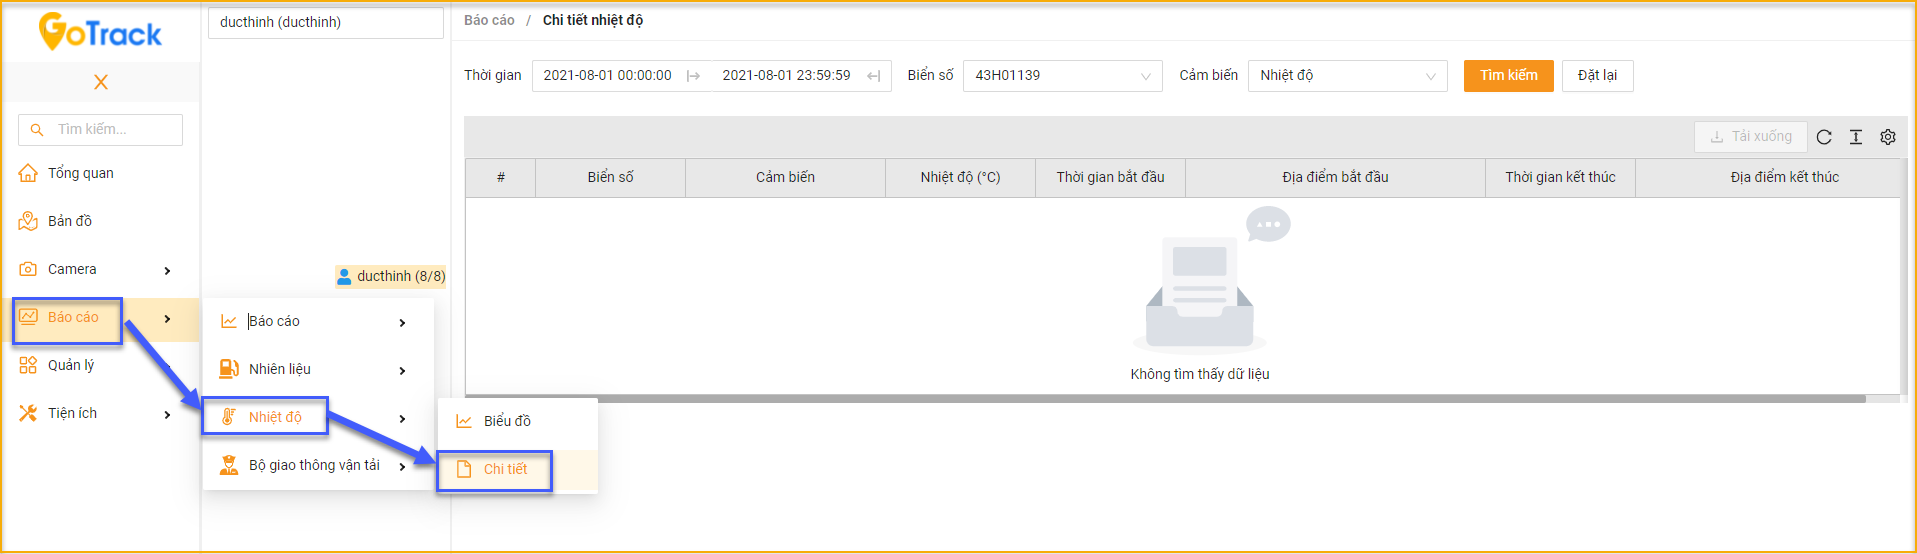 GoTrack
X
Tìm kiếm...
Tổng quan
Bản đồ
Camera
Báo cáo
Quản lý
Tiện ích
ducthinh (ducthinh)
ducthinh (8/8)
Báo cáo
Nhiên liệu
Nhiệt độ
Bộ giao thông vận tải
Biểu đồ
Chi tiết
Báo cáo / Chi tiết nhiệt độ
Thời gian 2021-08-01 00:00:00 2021-08-01 23:59:59 Biển số 43H01139 Cảm biến Nhiệt độ Tìm kiếm Đặt lại
Tải xuống
# Biển số Cảm biến Nhiệt độ (°C) Thời gian bắt đầu Địa điểm bắt đầu Thời gian kết thúc Địa điểm kết thúc
Không tìm thấy dữ liệu